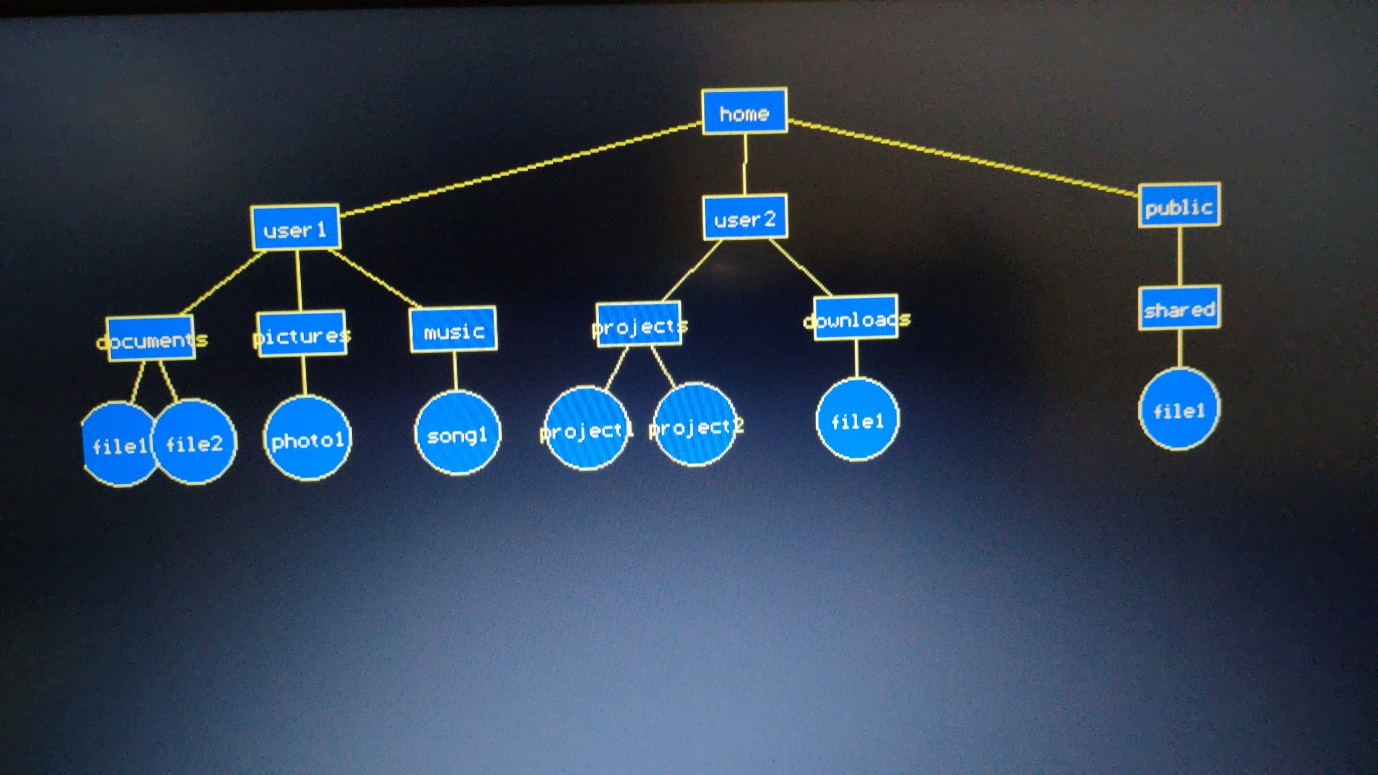 home
user1
user2
public
documents
pictures
music
projects
downloads
shared
file1
file2
photo1
song1
project1
project2
file1
file1